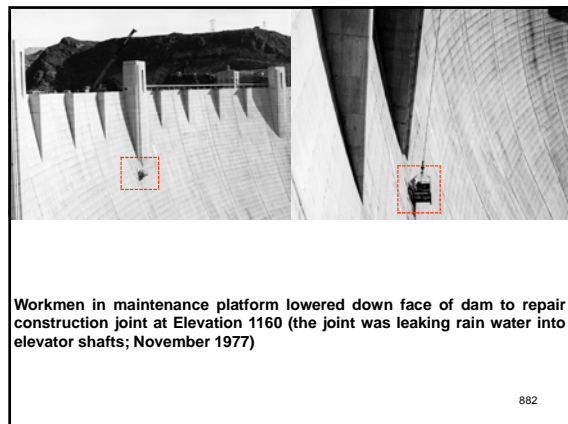 Workmen in maintenance platform lowered down face of dam to repair
construction joint at Elevation 1160 (the joint was leaking rain water into
elevator shafts; November 1977)
882